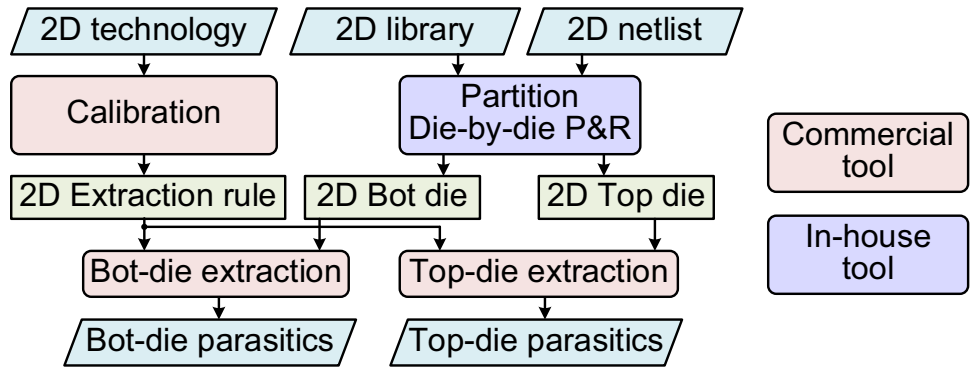 2D technology
2D library
2D netlist
Calibration
Partition
Die-by-die P&R
2D Extraction rule
2D Bot die
2D Top die
Bot-die extraction
Top-die extraction
Bot-die parasitics
Top-die parasitics
Commercial
tool
In-house
tool